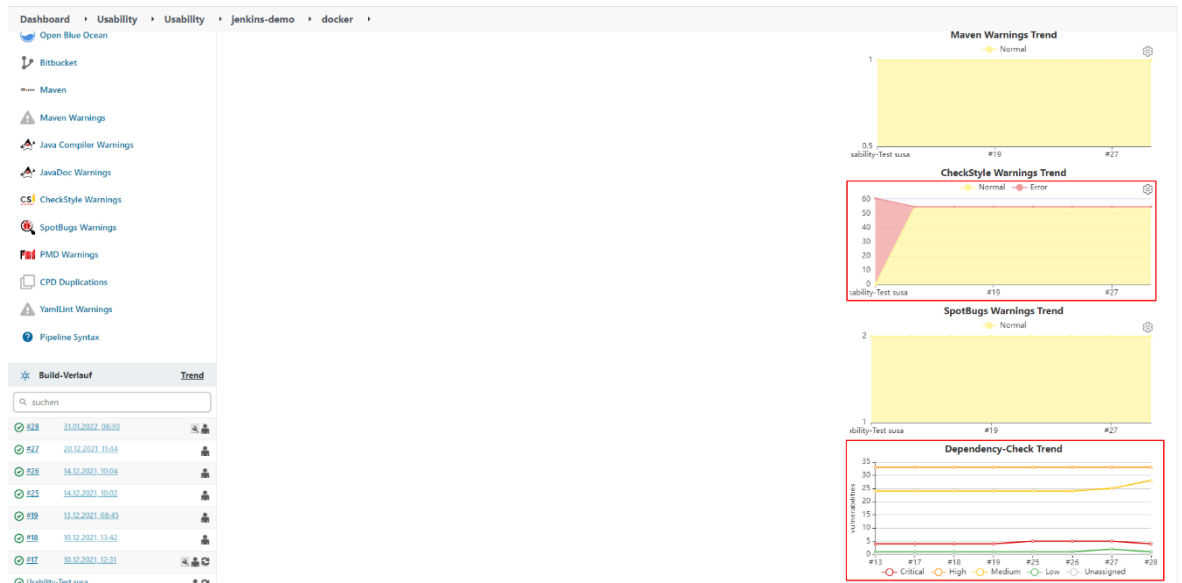 Dashboard Usability Usability jenkins-demo docker
Open Blue Ocean
Bitbucket
Maven
Maven Warnings
Java Compiler Warnings
JavaDoc Warnings
CheckStyle Warnings
SpotBugs Warnings
PMD Warnings
CPD Duplications
YamlLint Warnings
Pipeline Syntax
Build-Verlauf Trend
suchen
#28 31.01.2022, 08:30
#27 20.12.2021, 11:44
#26 14.12.2021, 10:04
#25 14.12.2021, 10:02
#19 13.12.2021, 08:45
#18 10.12.2021, 13:42
#17 10.12.2021, 12:31
Usability-Test susa
Maven Warnings Trend
Normal
1
0.5
sability-Test susa #19 #27
CheckStyle Warnings Trend
Normal Error
60
50
40
30
20
10
0
sability-Test susa #19 #27
SpotBugs Warnings Trend
Normal
2
1
bility-Test susa #19 #27
Dependency-Check Trend
vulnerabilities
35
30
25
20
15
10
5
0
#13 #17 #18 #19 #25 #26 #27 #28
Critical High Medium Low Unassigned